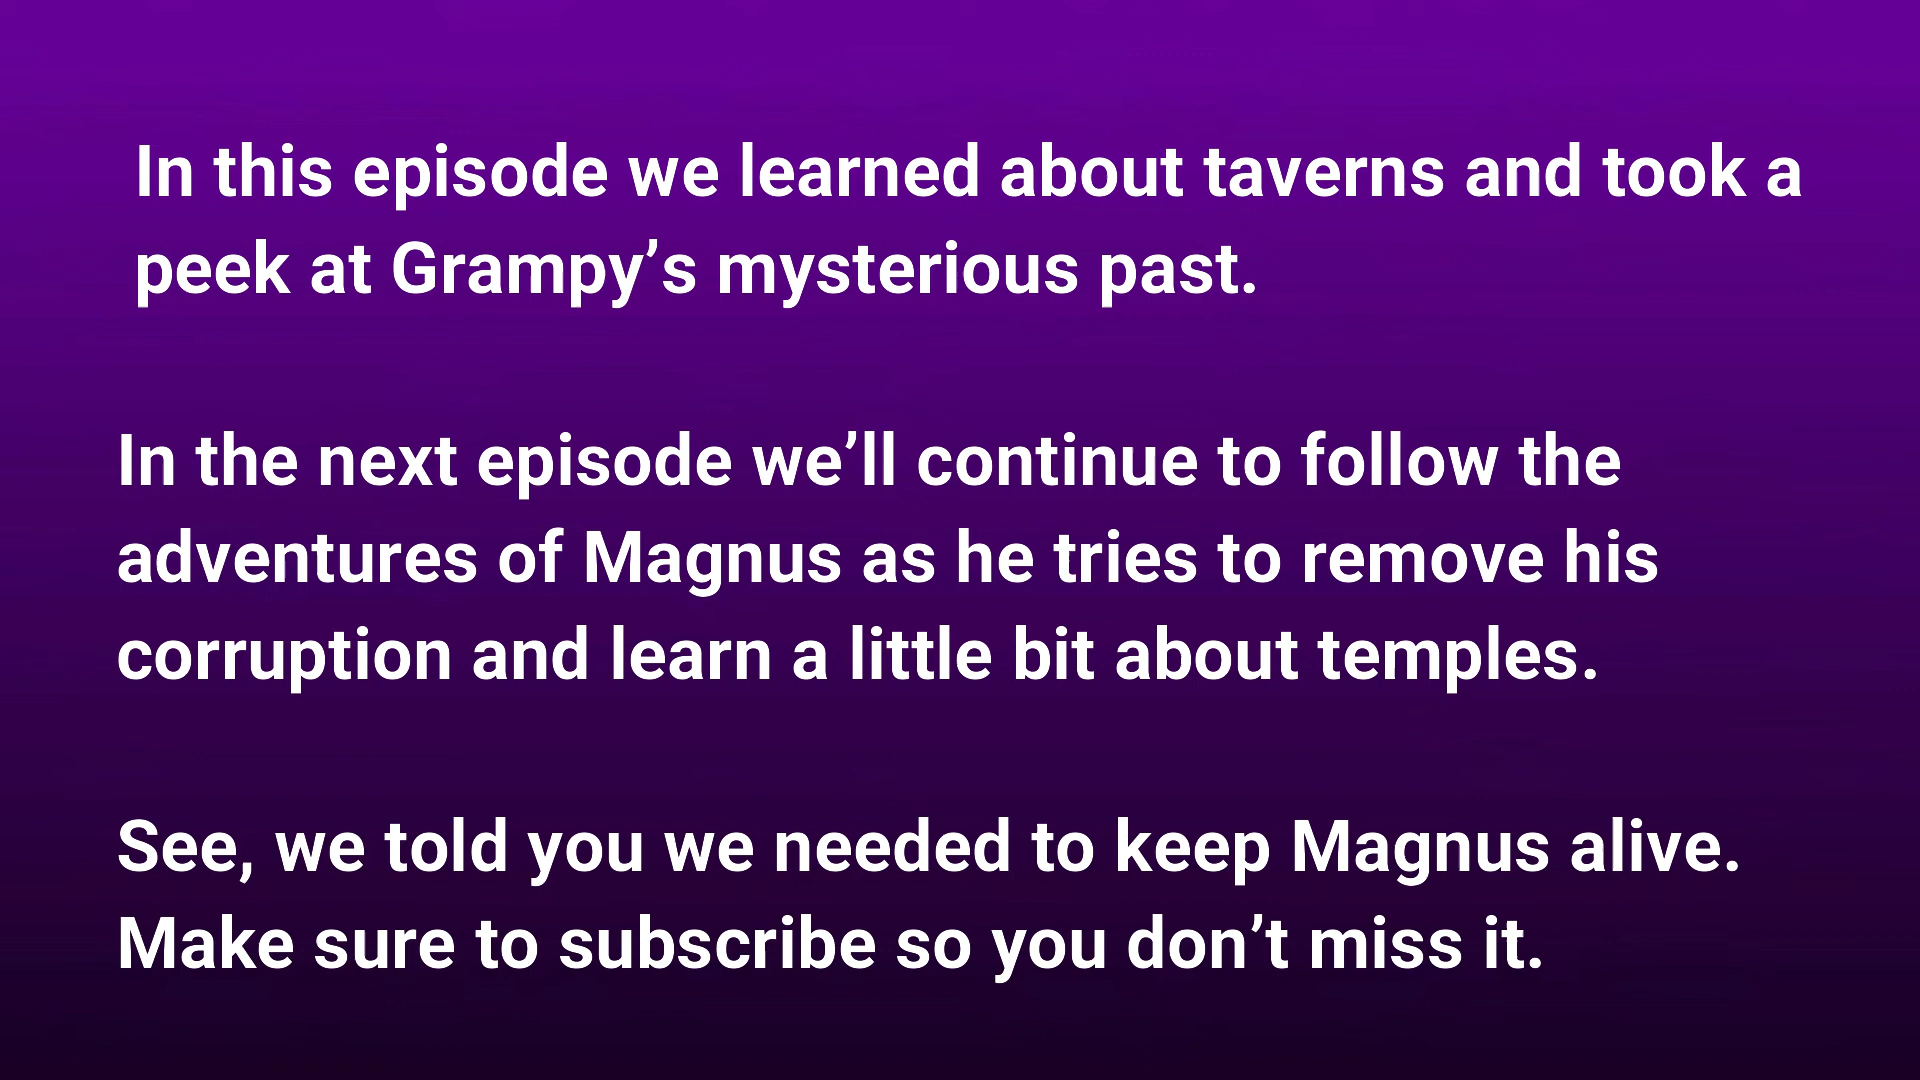 In this episode we learned about taverns and took a
peek at Grampy’s mysterious past.
In the next episode we’ll continue to follow the
adventures of Magnus as he tries to remove his
corruption and learn a little bit about temples.
See, we told you we needed to keep Magnus alive.
Make sure to subscribe so you don’t miss it.